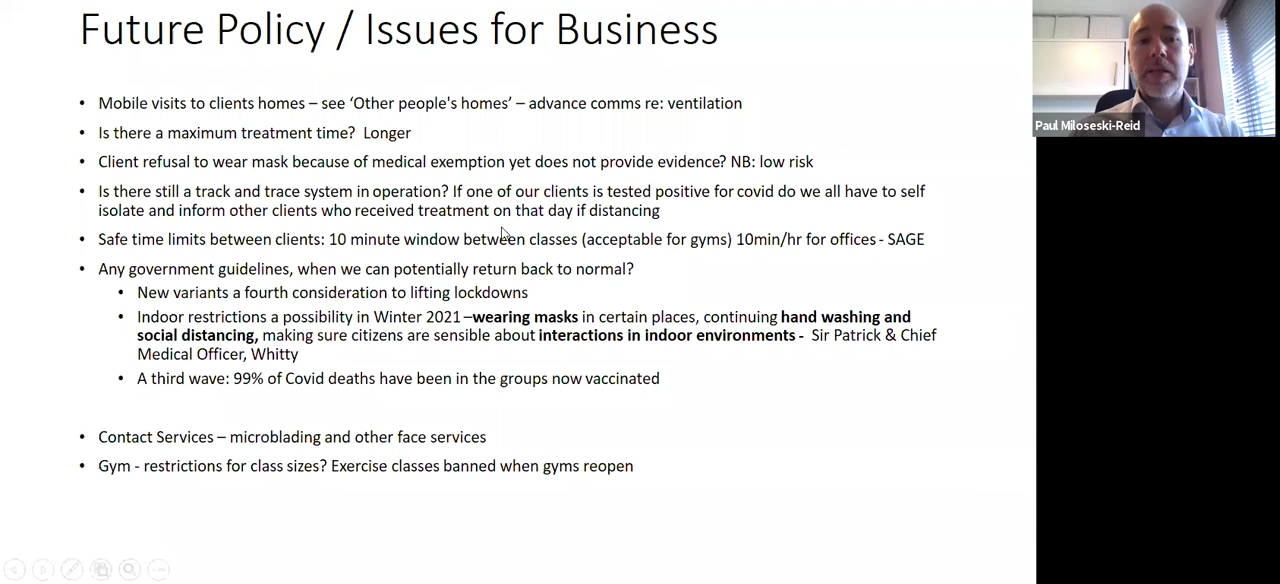 Future Policy / Issues for Business
Paul Miloseski-Reid
• Mobile visits to clients homes – see ‘Other people's homes’ – advance comms re: ventilation
• Is there a maximum treatment time?  Longer
• Client refusal to wear mask because of medical exemption yet does not provide evidence? NB: low risk
• Is there still a track and trace system in operation? If one of our clients is tested positive for covid do we all have to self
isolate and inform other clients who received treatment on that day if distancing
• Safe time limits between clients: 10 minute window between classes (acceptable for gyms) 10min/hr for offices - SAGE
• Any government guidelines, when we can potentially return back to normal?
• New variants a fourth consideration to lifting lockdowns
• Indoor restrictions a possibility in Winter 2021 –wearing masks in certain places, continuing hand washing and
social distancing, making sure citizens are sensible about interactions in indoor environments -  Sir Patrick & Chief
Medical Officer, Whitty
• A third wave: 99% of Covid deaths have been in the groups now vaccinated
• Contact Services – microblading and other face services
• Gym - restrictions for class sizes? Exercise classes banned when gyms reopen